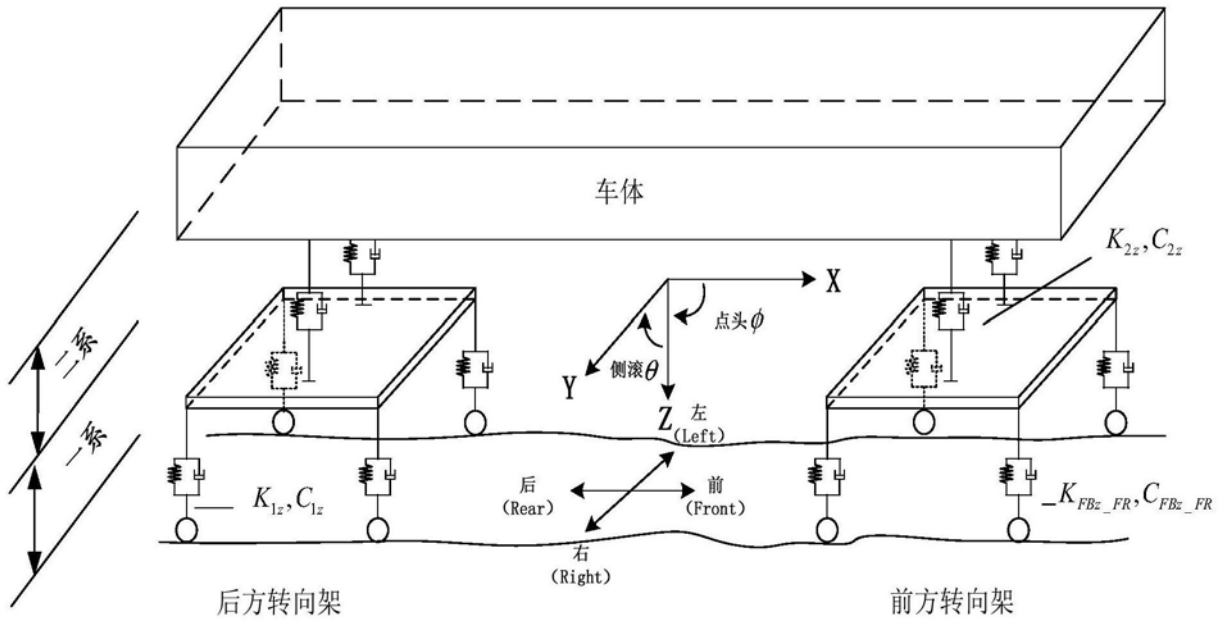 车体
K_{2z}, C_{2z}
X
点头ϕ
侧滚θ
Y
Z
二系
一系
左
(Left)
后
(Rear)
前
(Front)
右
(Right)
K_{1z}, C_{1z}
K_{FBz_FR}, C_{FBz_FR}
后方转向架
前方转向架